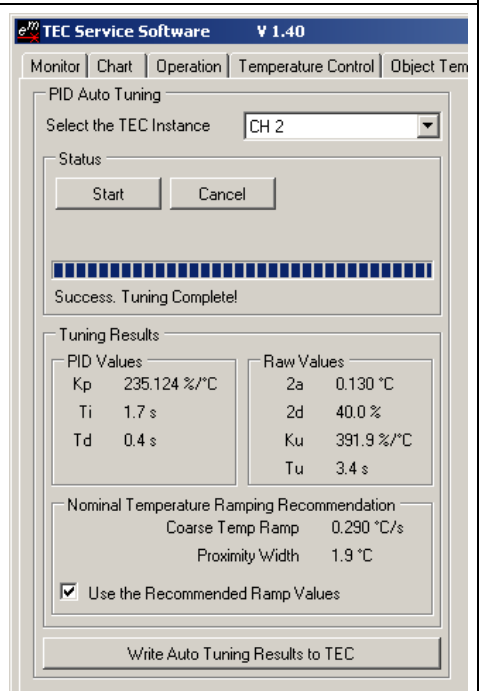 em TEC Service Software V 1.40
Monitor Chart Operation Temperature Control Object Tem
PID Auto Tuning
Select the TEC Instance CH 2
Status
Start Cancel
Success. Tuning Complete!
Tuning Results
PID Values
Kp 235.124 %/°C
Ti 1.7 s
Td 0.4 s
Raw Values
2a 0.130 °C
2d 40.0 %
Ku 391.9 %/°C
Tu 3.4 s
Nominal Temperature Ramping Recommendation
Coarse Temp Ramp 0.290 °C/s
Proximity Width 1.9 °C
Use the Recommended Ramp Values
Write Auto Tuning Results to TEC